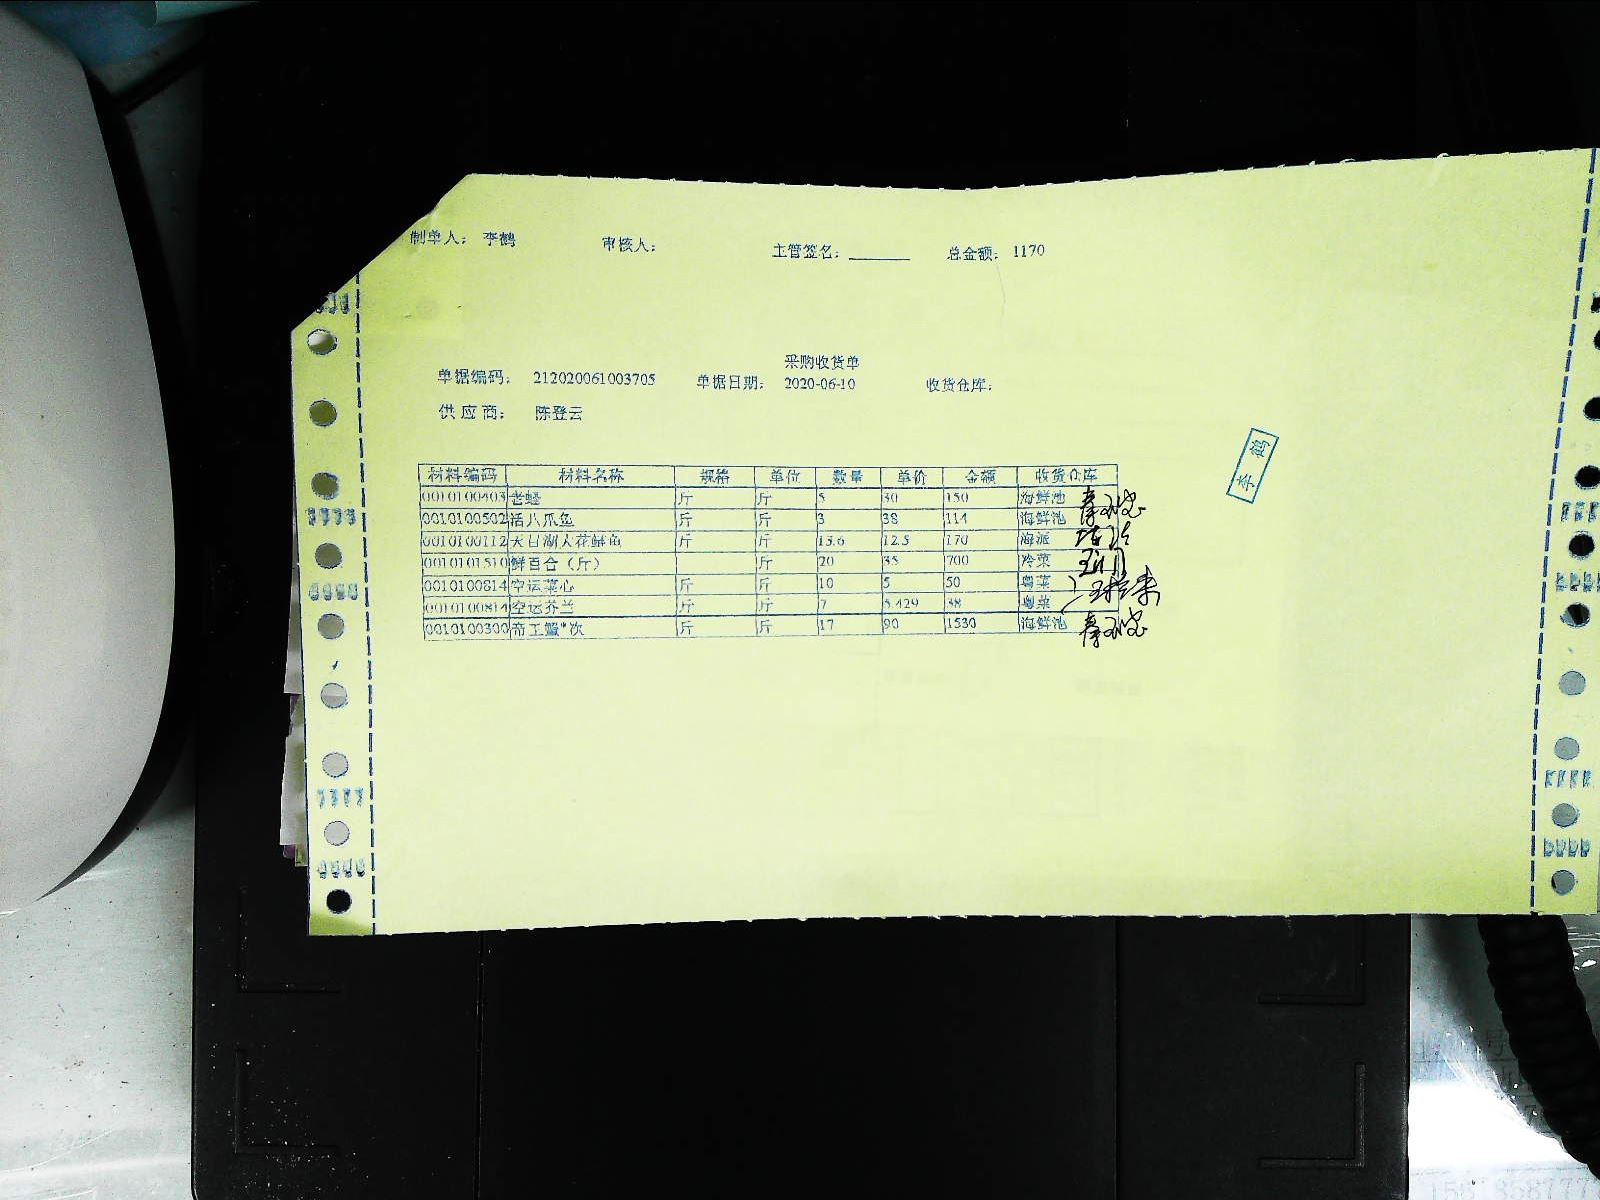 制单人： 李鹤 审核人： 主管签名：______ 总金额： 1170
采购收货单
单据编码： 212020061003705 单据日期： 2020-06-10 收货仓库：
供应商： 陈登云
材料编码 材料名称 规格 单位 数量 单价 金额 收货仓库
0010100403 老蛏 斤 斤 5 30 150 海鲜池
0010100502 活八爪鱼 斤 斤 3 38 114 海鲜池
0010100112 天目湖大花鲢鱼 斤 斤 13.6 12.5 170 海派
0010101510 鲜百合（斤） 斤 20 35 700 冷菜
0010100814 空运菜心 斤 斤 10 5 50 粤菜
0010100814 空运芥兰 斤 斤 7 5.429 38 粤菜
0010100300 帝王蟹*次 斤 斤 17 90 1530 海鲜池
李鹤